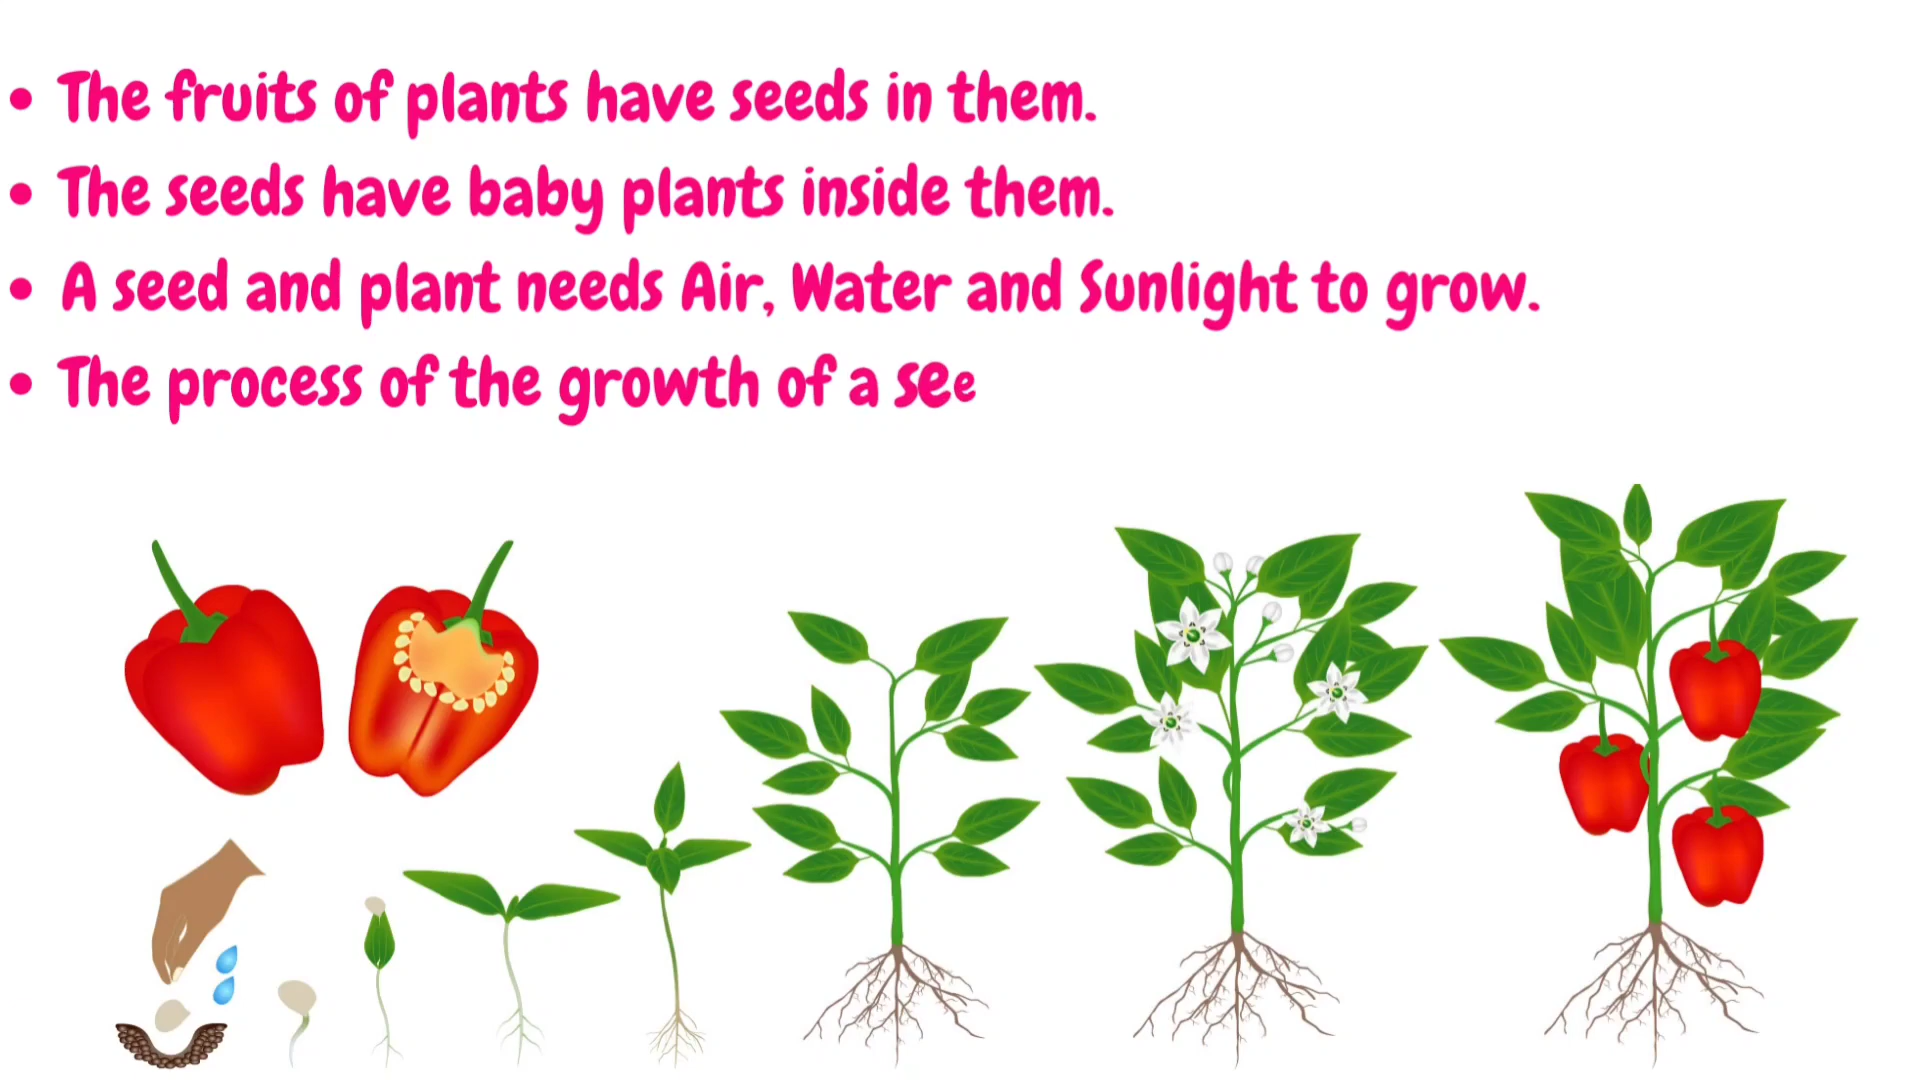 • The fruits of plants have seeds in them.
• The seeds have baby plants inside them.
• A seed and plant needs Air, Water and Sunlight to grow.
• The process of the growth of a see